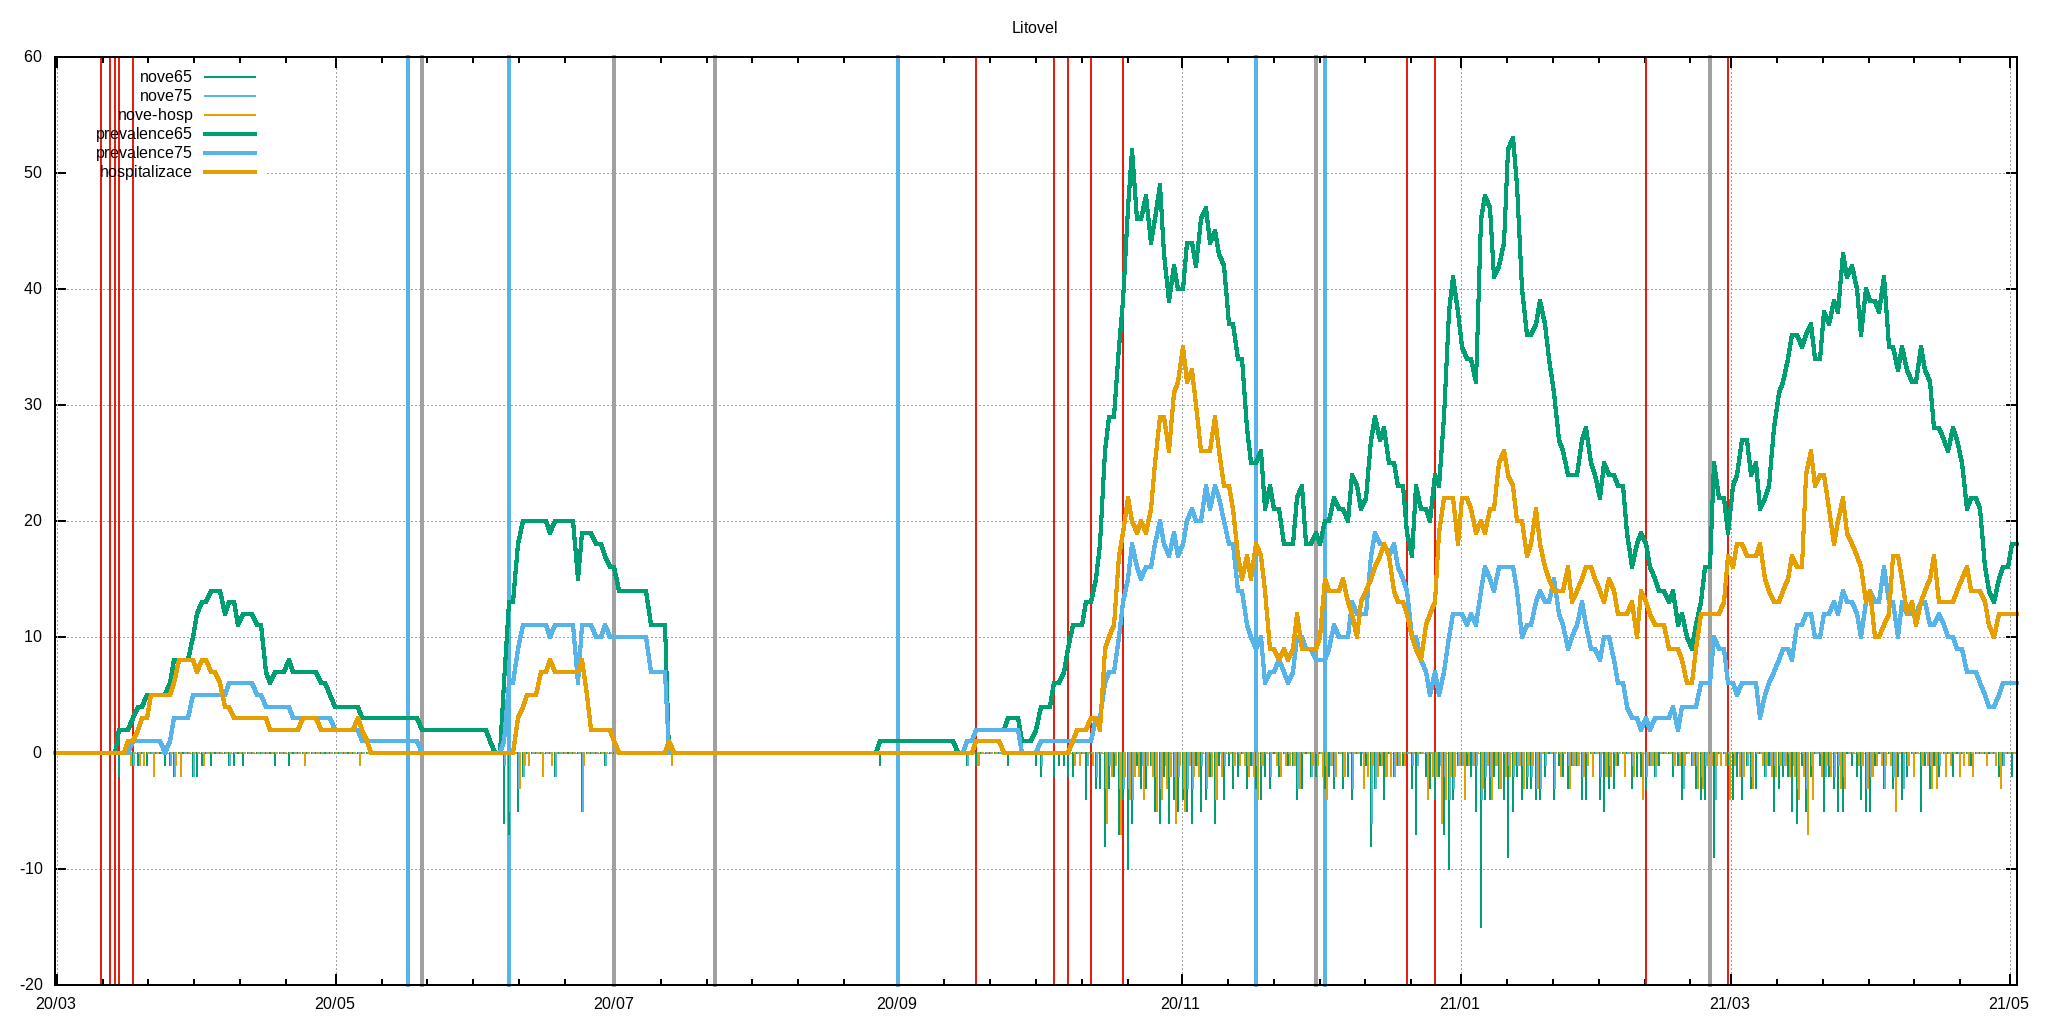 Litovel
60
nove65
nove75
nove-hosp
prevalence65
prevalence75
hospitalizace
50
40
30
20
10
0
-10
-20
20/03 20/05 20/07 20/09 20/11 21/01 21/03 21/05